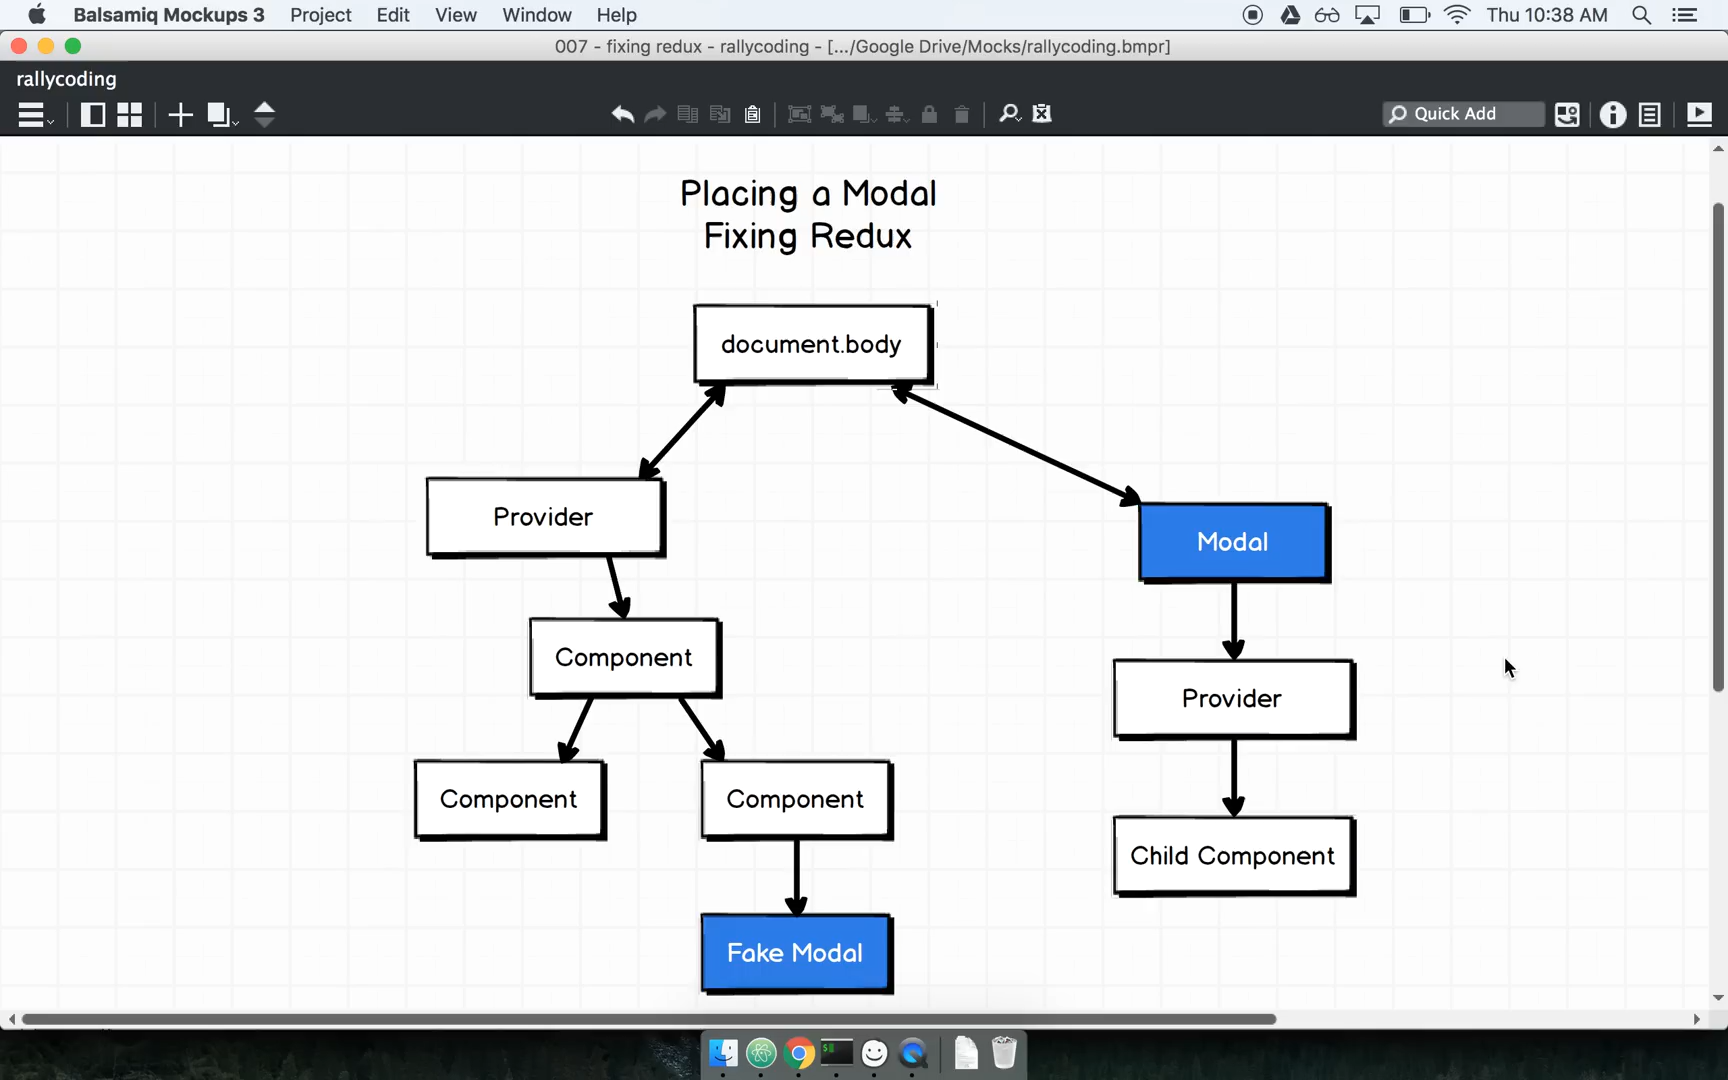 Balsamiq Mockups 3 Project Edit View Window Help Thu 10:38 AM
007 - fixing redux - rallycoding - [.../Google Drive/Mocks/rallycoding.bmpr]
rallycoding
Quick Add
Placing a Modal
Fixing Redux
document.body
Provider
Modal
Component
Provider
Component
Component
Child Component
Fake Modal